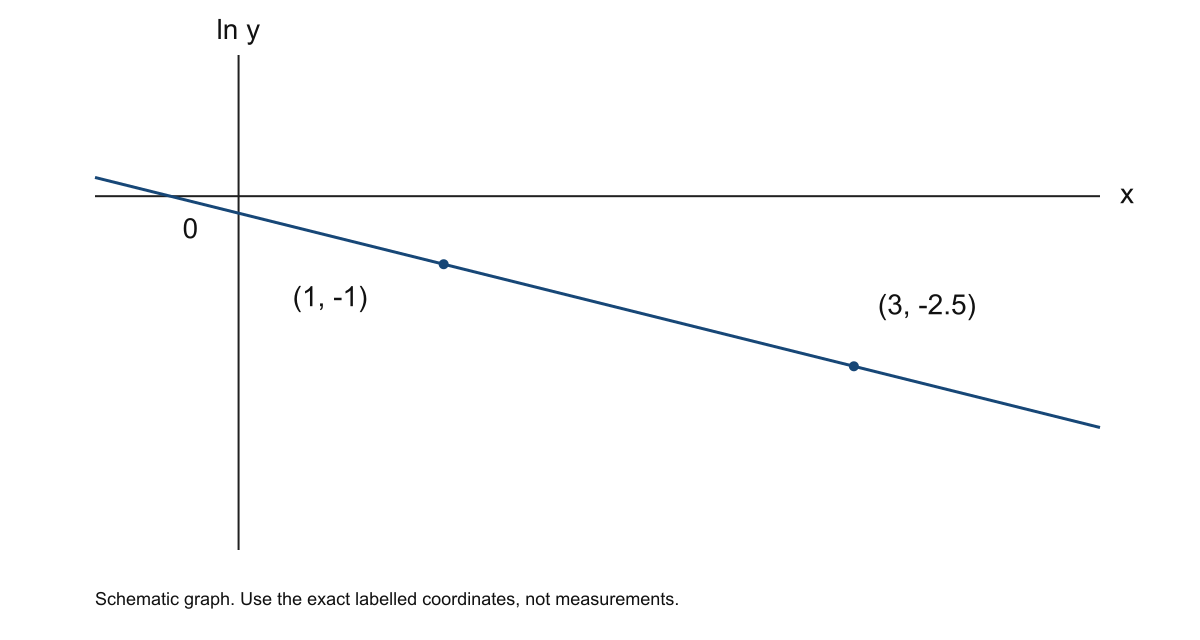 ln y
x
0
(1, -1)
(3, -2.5)
Schematic graph. Use the exact labelled coordinates, not measurements.